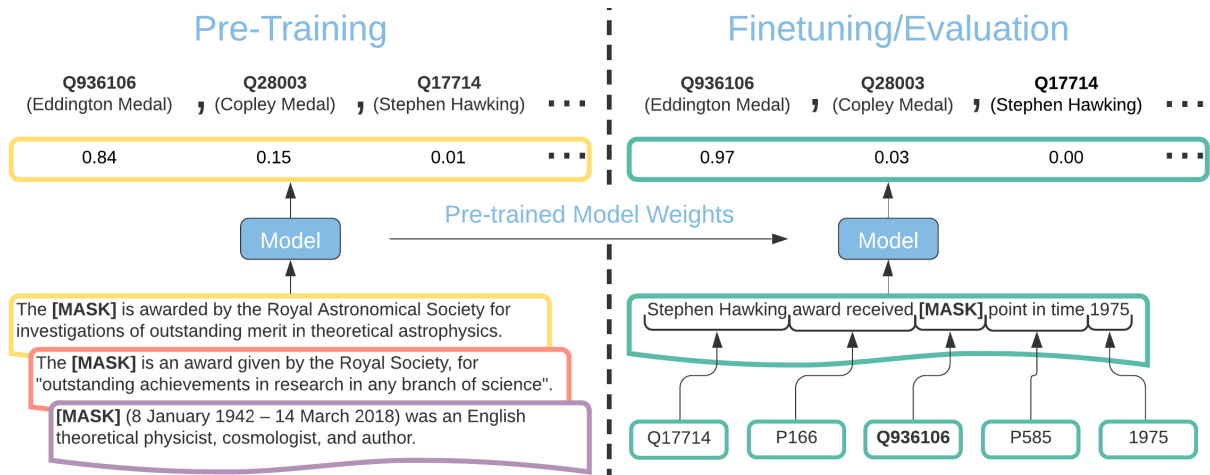 Pre-Training
Finetuning/Evaluation
Q936106
(Eddington Medal)
,
Q28003
(Copley Medal)
,
Q17714
(Stephen Hawking)
...
Q936106
(Eddington Medal)
,
Q28003
(Copley Medal)
,
Q17714
(Stephen Hawking)
...
0.84
0.15
0.01
...
0.97
0.03
0.00
...
Pre-trained Model Weights
Model
Model
The [MASK] is awarded by the Royal Astronomical Society for
investigations of outstanding merit in theoretical astrophysics.
The [MASK] is an award given by the Royal Society, for
"outstanding achievements in research in any branch of science".
[MASK] (8 January 1942 – 14 March 2018) was an English
theoretical physicist, cosmologist, and author.
Stephen Hawking award received [MASK] point in time 1975
Q17714
P166
Q936106
P585
1975